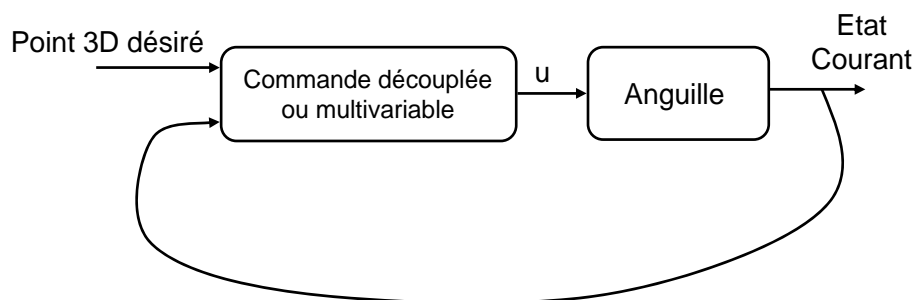 Point 3D désiré
Commande découplée
ou multivariable
u
Anguille
Etat
Courant